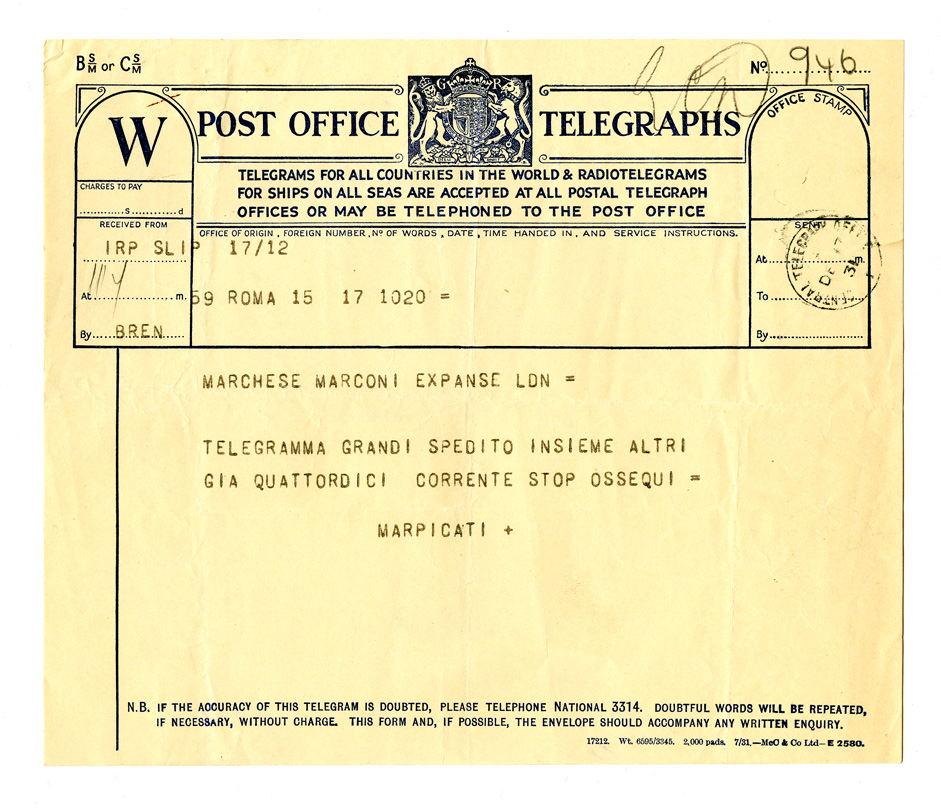 B S/M or C S/M
No. 946
W
POST OFFICE TELEGRAPHS
G R
OFFICE STAMP
TELEGRAMS FOR ALL COUNTRIES IN THE WORLD & RADIOTELEGRAMS
FOR SHIPS ON ALL SEAS ARE ACCEPTED AT ALL POSTAL TELEGRAPH
OFFICES OR MAY BE TELEPHONED TO THE POST OFFICE
CHARGES TO PAY
............s............d
RECEIVED FROM
OFFICE OF ORIGIN, FOREIGN NUMBER, No OF WORDS, DATE, TIME HANDED IN, AND SERVICE INSTRUCTIONS.
SENT
IRP SLIP 17/12
At............m.
At............m.
To............
59 ROMA 15 17 1020 =
By....BREN....
By............
CENTRAL TELEGRAPH
17
DE
31
MARCHESE MARCONI EXPANSE LDN =
TELEGRAMMA GRANDI SPEDITO INSIEME ALTRI
GIA QUATTORDICI CORRENTE STOP OSSEQUI =
MARPICATI +
N.B. IF THE ACCURACY OF THIS TELEGRAM IS DOUBTED, PLEASE TELEPHONE NATIONAL 3314. DOUBTFUL WORDS WILL BE REPEATED,
IF NECESSARY, WITHOUT CHARGE. THIS FORM AND, IF POSSIBLE, THE ENVELOPE SHOULD ACCOMPANY ANY WRITTEN ENQUIRY.
17212. Wt. 6595/3345. 2,000 pads. 7/31.—McC & Co Ltd—E 2580.